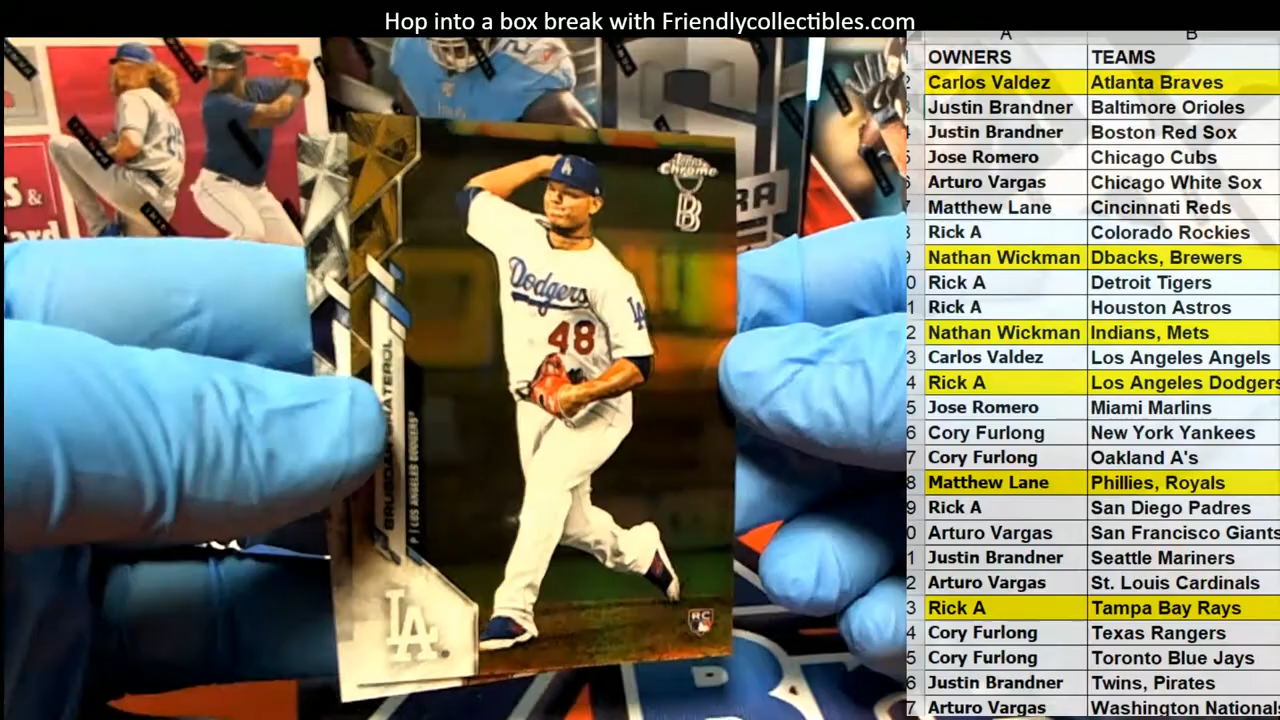 Hop into a box break with Friendlycollectibles.com
Topps
Chrome
B
Dodgers
48
LA
P | LOS ANGELES DODGERS
LA
RC
A B
OWNERS TEAMS
Carlos Valdez Atlanta Braves
Justin Brandner Baltimore Orioles
Justin Brandner Boston Red Sox
Jose Romero Chicago Cubs
Arturo Vargas Chicago White Sox
Matthew Lane Cincinnati Reds
Rick A Colorado Rockies
Nathan Wickman Dbacks, Brewers
Rick A Detroit Tigers
Rick A Houston Astros
Nathan Wickman Indians, Mets
Carlos Valdez Los Angeles Angels
Rick A Los Angeles Dodgers
Jose Romero Miami Marlins
Cory Furlong New York Yankees
Cory Furlong Oakland A's
Matthew Lane Phillies, Royals
Rick A San Diego Padres
Arturo Vargas San Francisco Giants
Justin Brandner Seattle Mariners
Arturo Vargas St. Louis Cardinals
Rick A Tampa Bay Rays
Cory Furlong Texas Rangers
Cory Furlong Toronto Blue Jays
Justin Brandner Twins, Pirates
Arturo Vargas Washington National